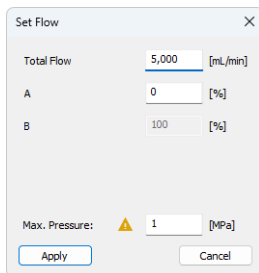 Set Flow
Total Flow 5,000 [mL/min]
A 0 [%]
B 100 [%]
Max. Pressure: 1 [MPa]
Apply Cancel